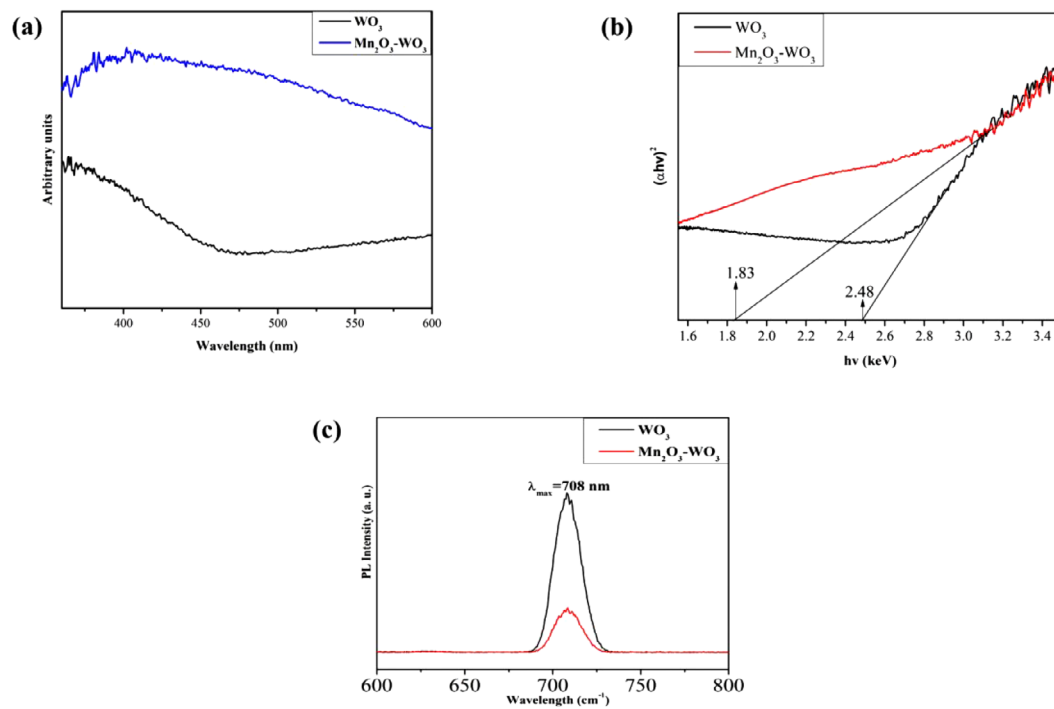 (a)
WO₃
Mn₂O₃-WO₃
Arbitrary units
400
450
500
550
600
Wavelength (nm)
(b)
WO₃
Mn₂O₃-WO₃
(αhν)²
1.83
2.48
1.6
1.8
2.0
2.2
2.4
2.6
2.8
3.0
3.2
3.4
hν (keV)
(c)
WO₃
Mn₂O₃-WO₃
λmax=708 nm
PL Intensity (a. u.)
600
650
700
750
800
Wavelength (cm⁻¹)